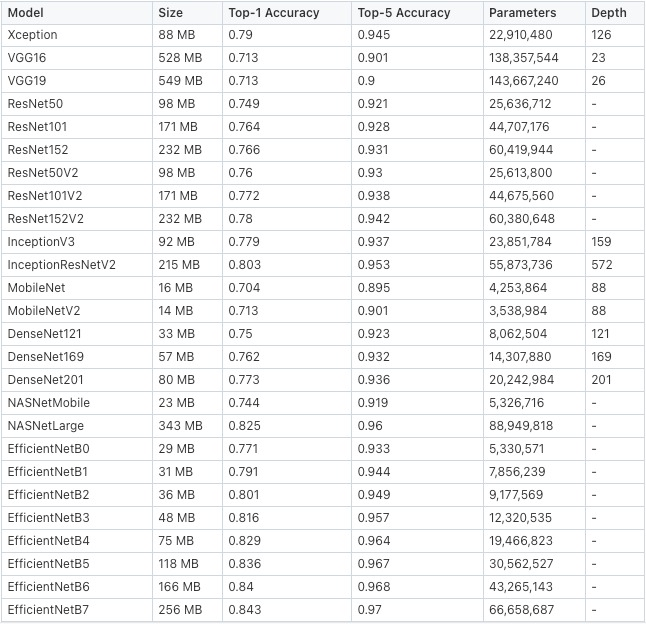 Model Size Top-1 Accuracy Top-5 Accuracy Parameters Depth
Xception 88 MB 0.79 0.945 22,910,480 126
VGG16 528 MB 0.713 0.901 138,357,544 23
VGG19 549 MB 0.713 0.9 143,667,240 26
ResNet50 98 MB 0.749 0.921 25,636,712 -
ResNet101 171 MB 0.764 0.928 44,707,176 -
ResNet152 232 MB 0.766 0.931 60,419,944 -
ResNet50V2 98 MB 0.76 0.93 25,613,800 -
ResNet101V2 171 MB 0.772 0.938 44,675,560 -
ResNet152V2 232 MB 0.78 0.942 60,380,648 -
InceptionV3 92 MB 0.779 0.937 23,851,784 159
InceptionResNetV2 215 MB 0.803 0.953 55,873,736 572
MobileNet 16 MB 0.704 0.895 4,253,864 88
MobileNetV2 14 MB 0.713 0.901 3,538,984 88
DenseNet121 33 MB 0.75 0.923 8,062,504 121
DenseNet169 57 MB 0.762 0.932 14,307,880 169
DenseNet201 80 MB 0.773 0.936 20,242,984 201
NASNetMobile 23 MB 0.744 0.919 5,326,716 -
NASNetLarge 343 MB 0.825 0.96 88,949,818 -
EfficientNetB0 29 MB 0.771 0.933 5,330,571 -
EfficientNetB1 31 MB 0.791 0.944 7,856,239 -
EfficientNetB2 36 MB 0.801 0.949 9,177,569 -
EfficientNetB3 48 MB 0.816 0.957 12,320,535 -
EfficientNetB4 75 MB 0.829 0.964 19,466,823 -
EfficientNetB5 118 MB 0.836 0.967 30,562,527 -
EfficientNetB6 166 MB 0.84 0.968 43,265,143 -
EfficientNetB7 256 MB 0.843 0.97 66,658,687 -